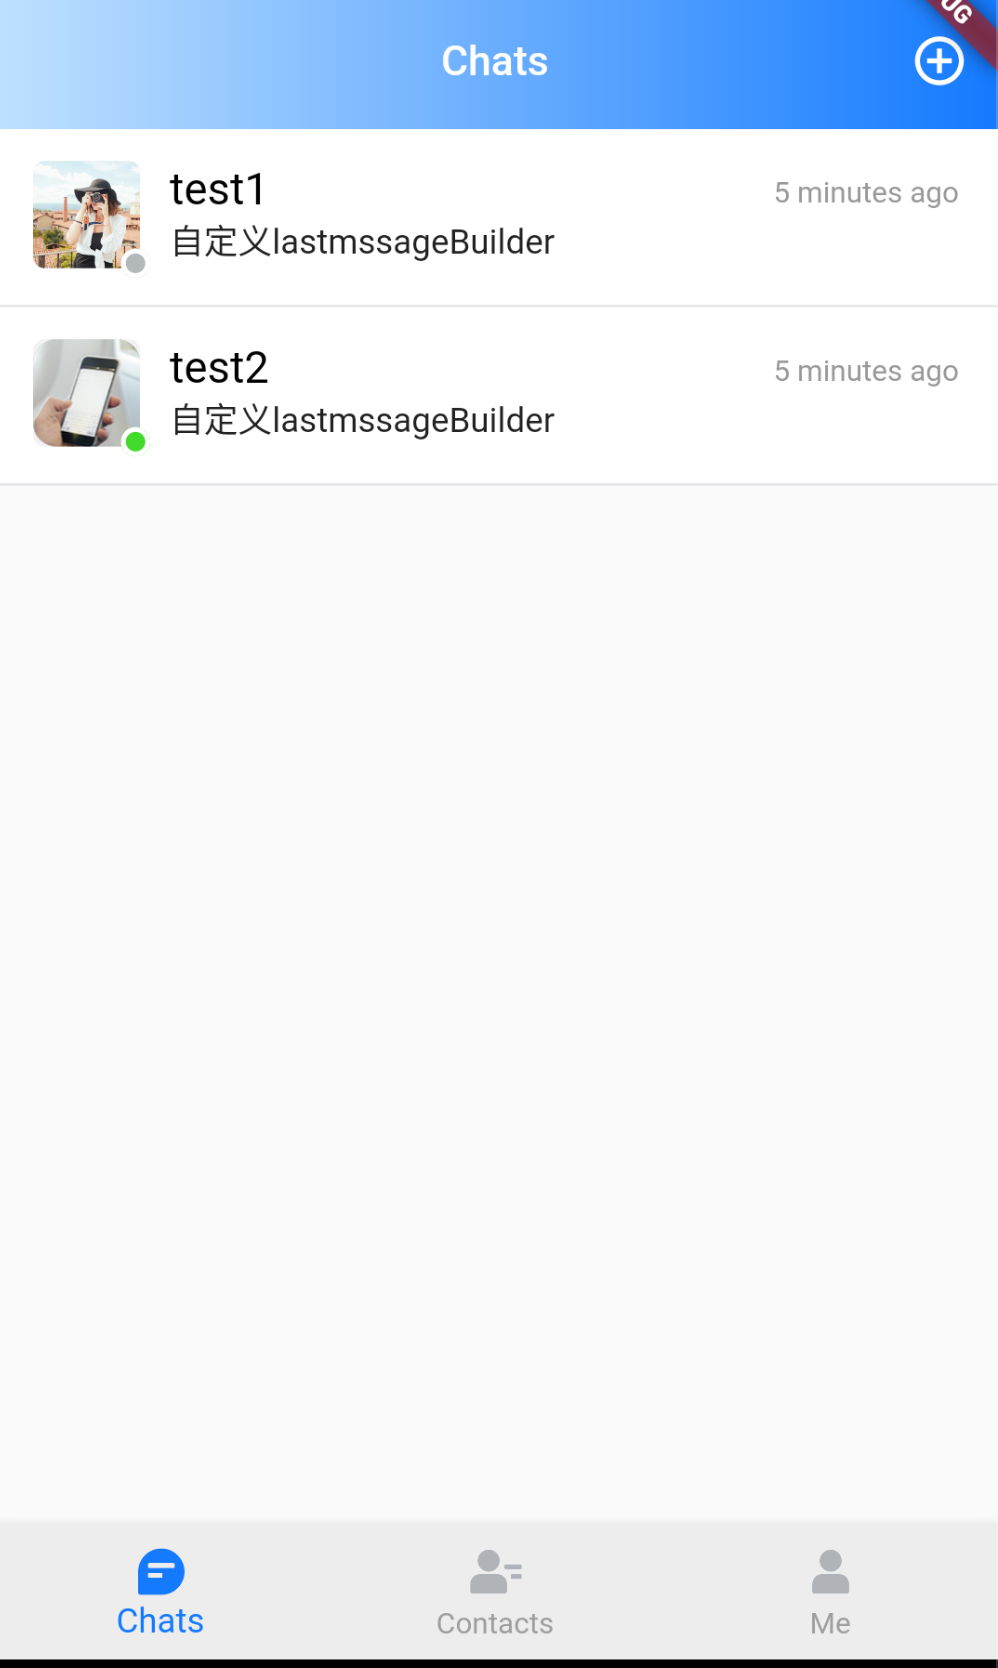 Chats
test1
5 minutes ago
自定义lastmssageBuilder
test2
5 minutes ago
自定义lastmssageBuilder
Chats
Contacts
Me